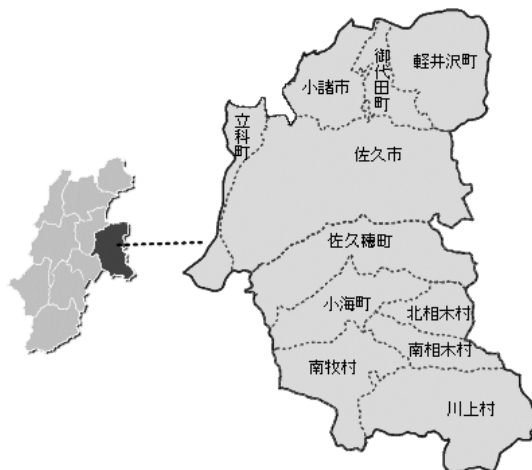 軽井沢町
御代田町
小諸市
立科町
佐久市
佐久穂町
小海町
北相木村
南相木村
南牧村
川上村